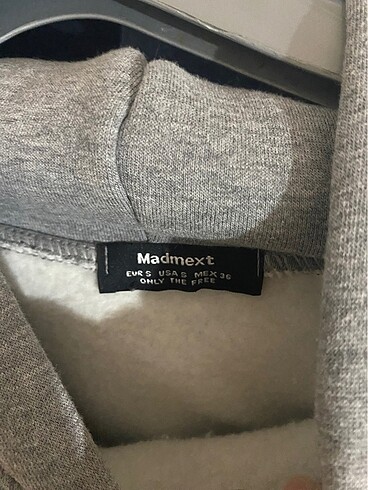 Madmext
EUR S USA S MEX 36
ONLY THE FREE